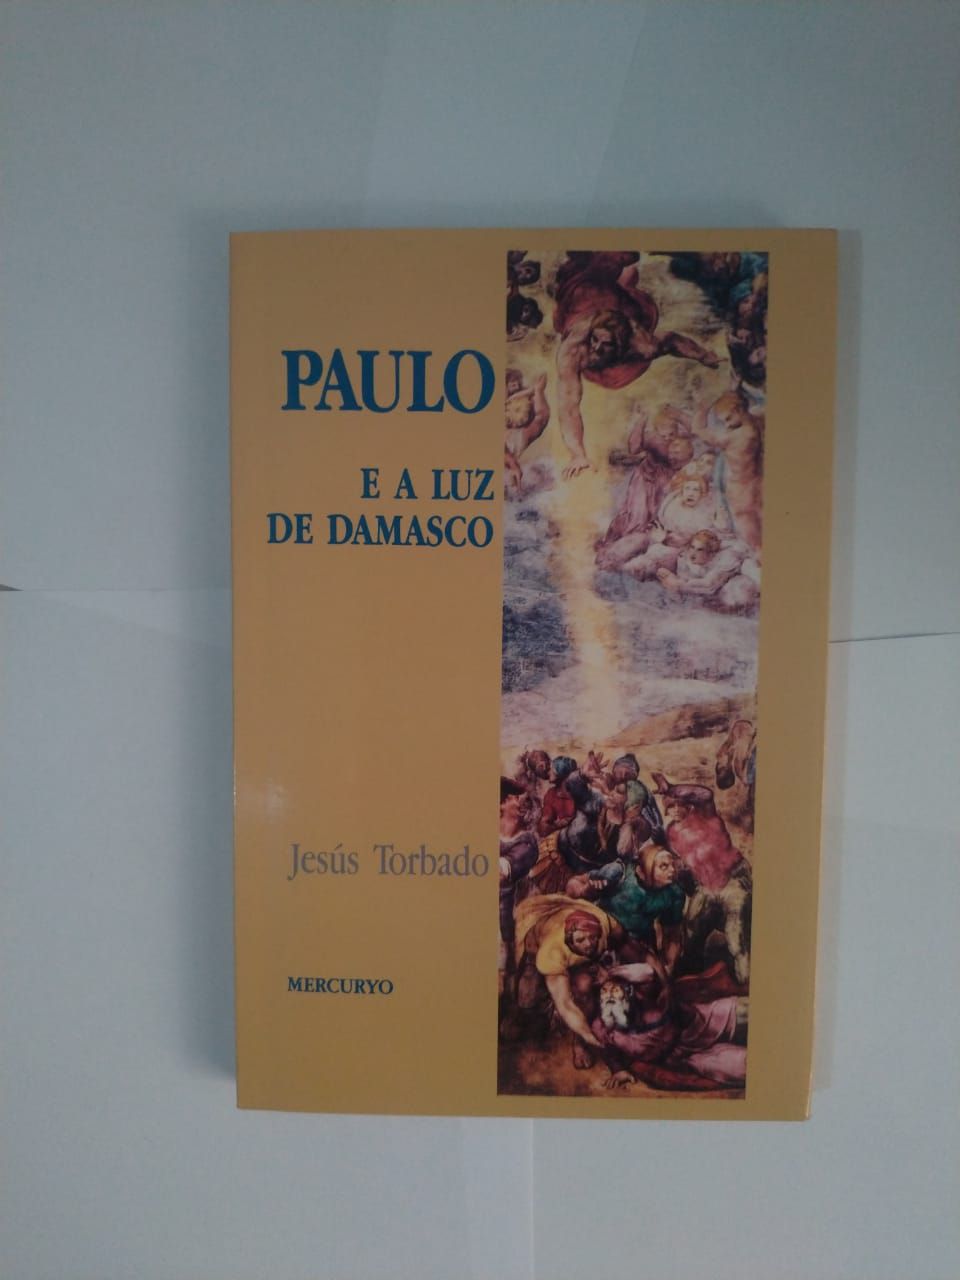 PAULO
E A LUZ
DE DAMASCO
Jesús Torbado
MERCURYO